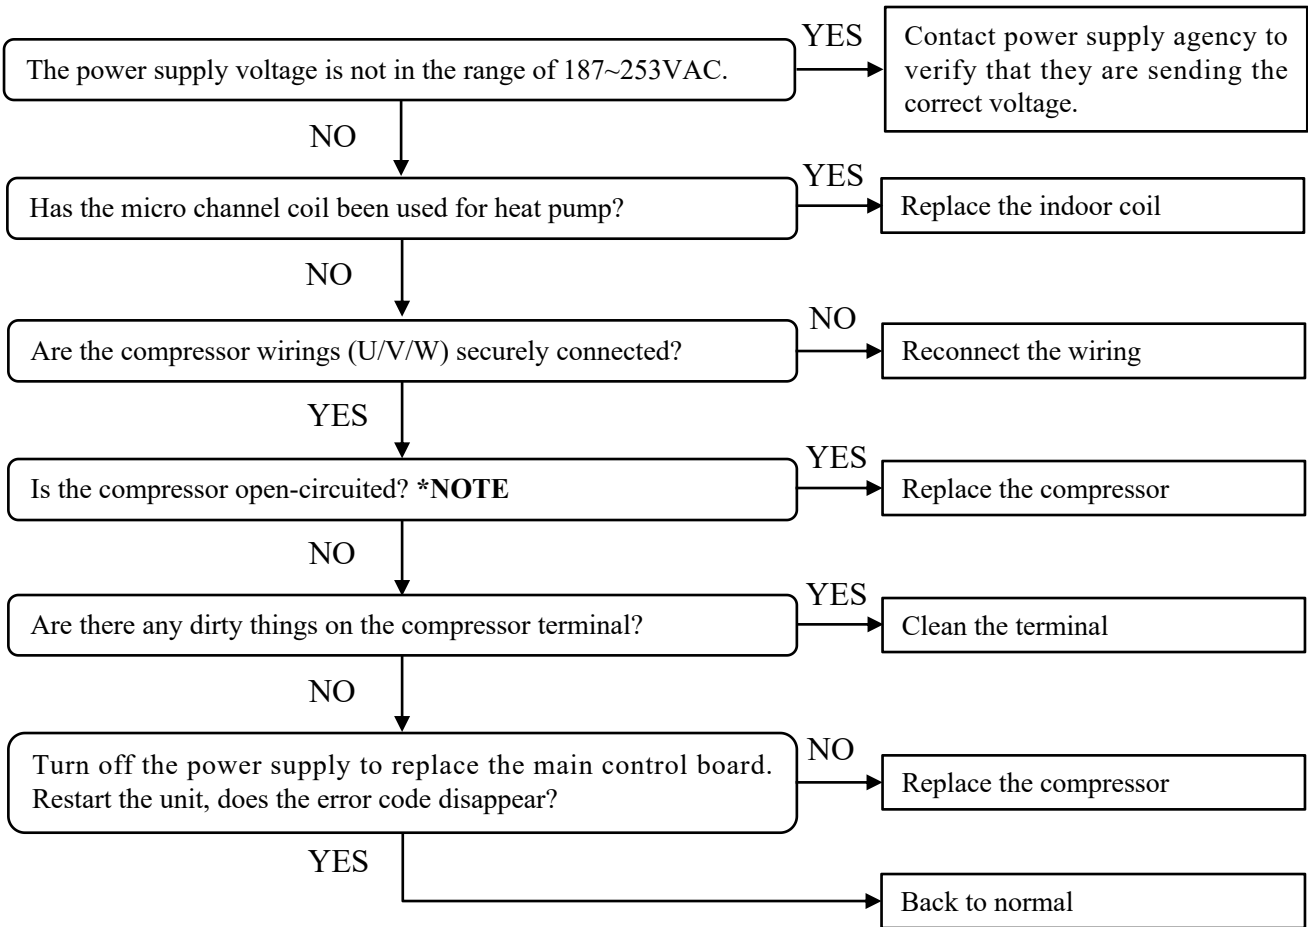 YES
The power supply voltage is not in the range of 187~253VAC.
Contact power supply agency to
verify that they are sending the
correct voltage.
NO
YES
Has the micro channel coil been used for heat pump?
Replace the indoor coil
NO
NO
Are the compressor wirings (U/V/W) securely connected?
Reconnect the wiring
YES
YES
Is the compressor open-circuited? *NOTE
Replace the compressor
NO
YES
Are there any dirty things on the compressor terminal?
Clean the terminal
NO
NO
Turn off the power supply to replace the main control board.
Restart the unit, does the error code disappear?
Replace the compressor
YES
Back to normal